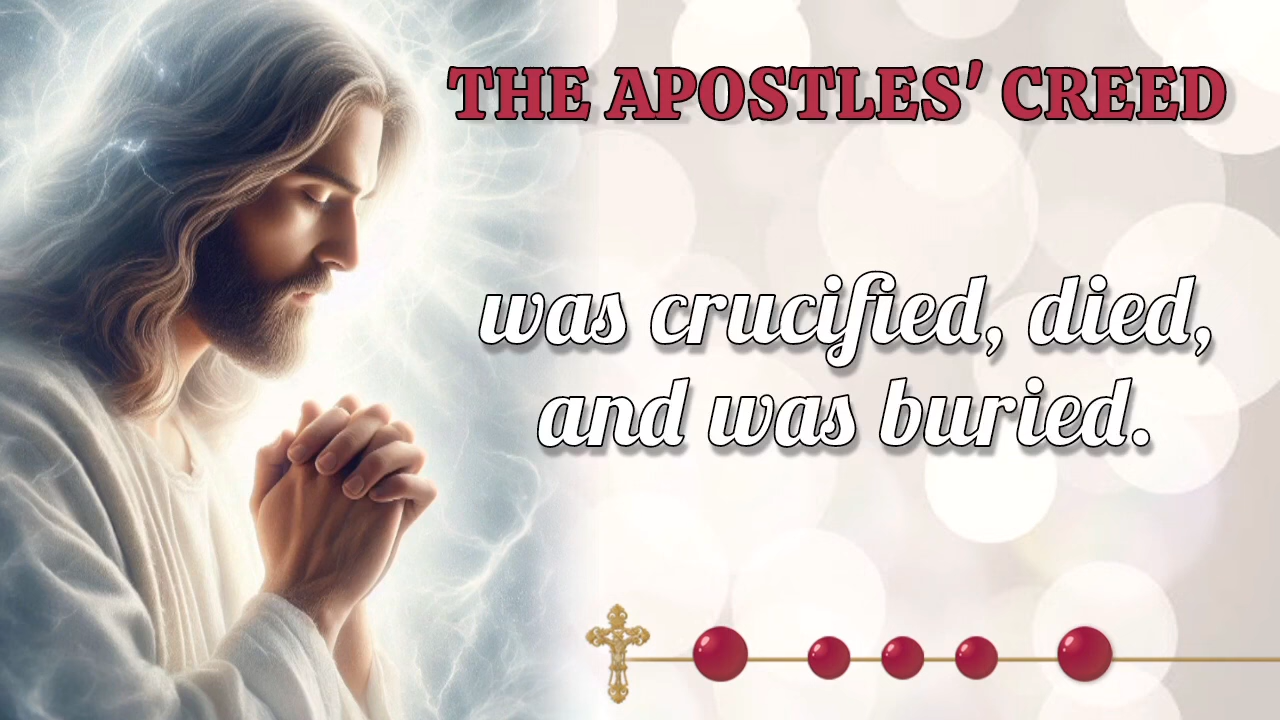 THE APOSTLES' CREED
was crucified, died,
and was buried.